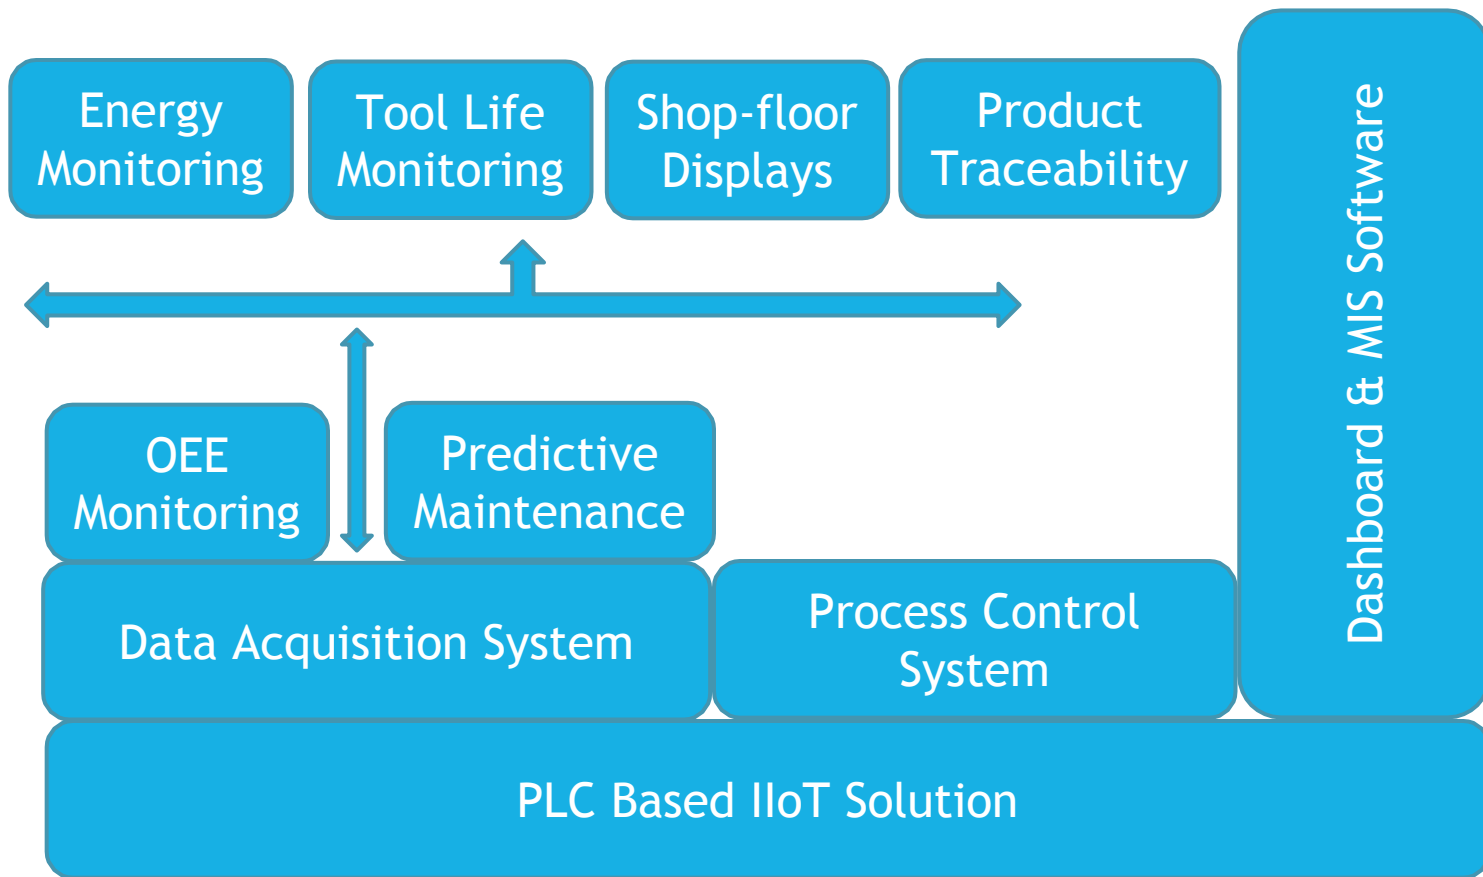 Energy
Monitoring
Tool Life
Monitoring
Shop-floor
Displays
Product
Traceability
Dashboard & MIS Software
OEE
Monitoring
Predictive
Maintenance
Data Acquisition System
Process Control
System
PLC Based IIoT Solution